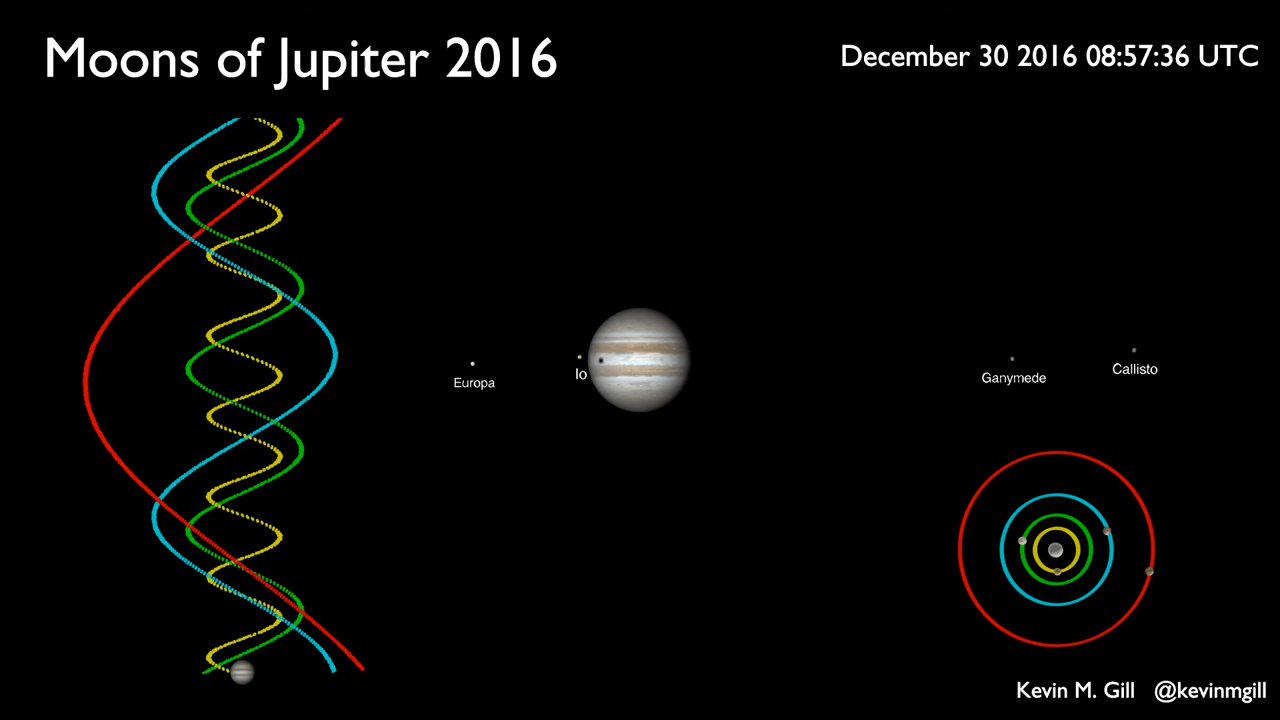 Moons of Jupiter 2016
December 30 2016 08:57:36 UTC
Europa
Io
Ganymede
Callisto
Kevin M. Gill @kevinmgill